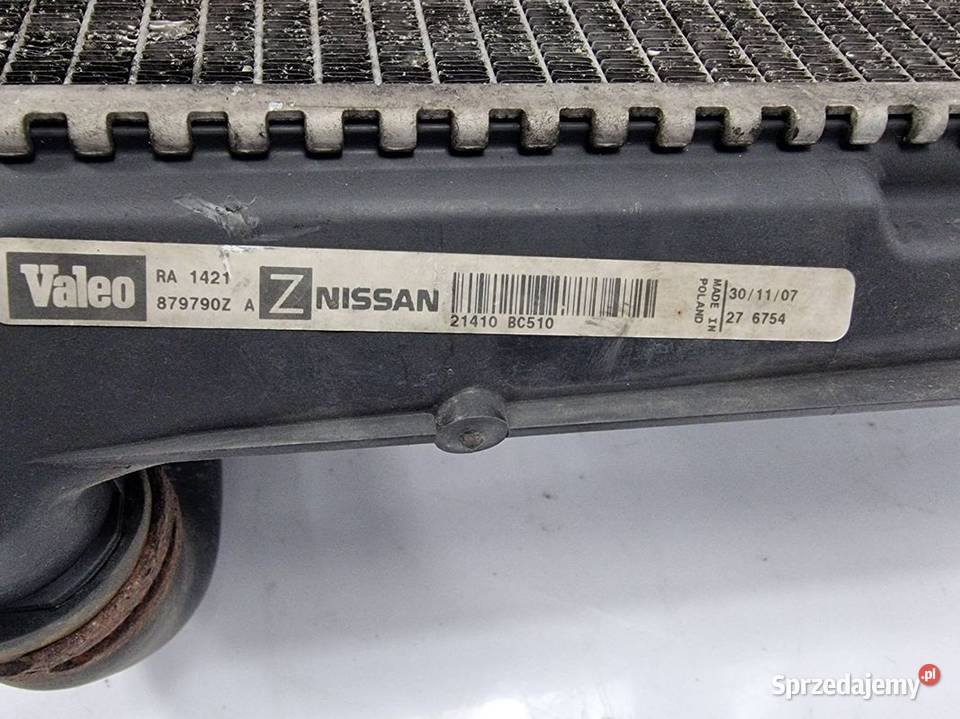 Valeo
RA 1421
879790Z A
Z NISSAN
21410 BC510
MADE IN
POLAND
30/11/07
27 6754
Sprzedajemy.pl